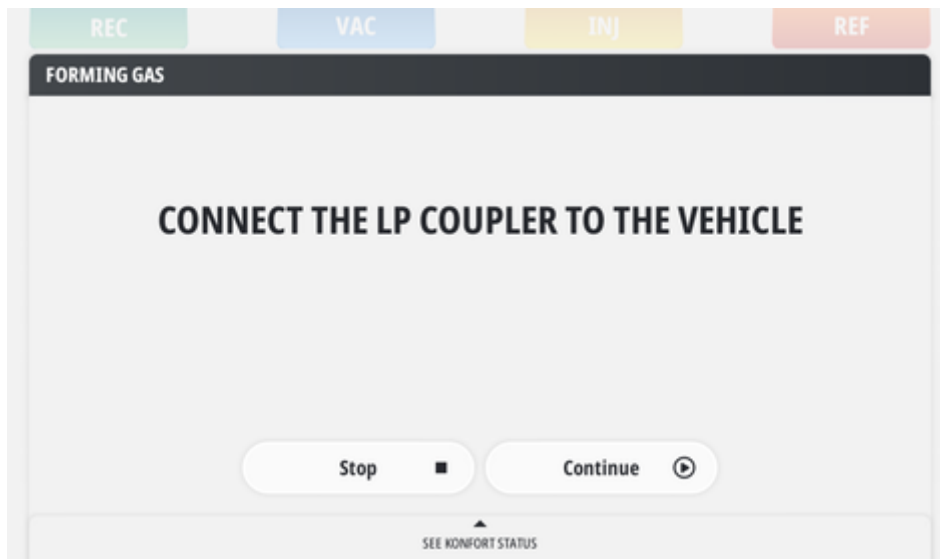 REC VAC INJ REF
FORMING GAS
CONNECT THE LP COUPLER TO THE VEHICLE
Stop Continue
SEE KONFORT STATUS